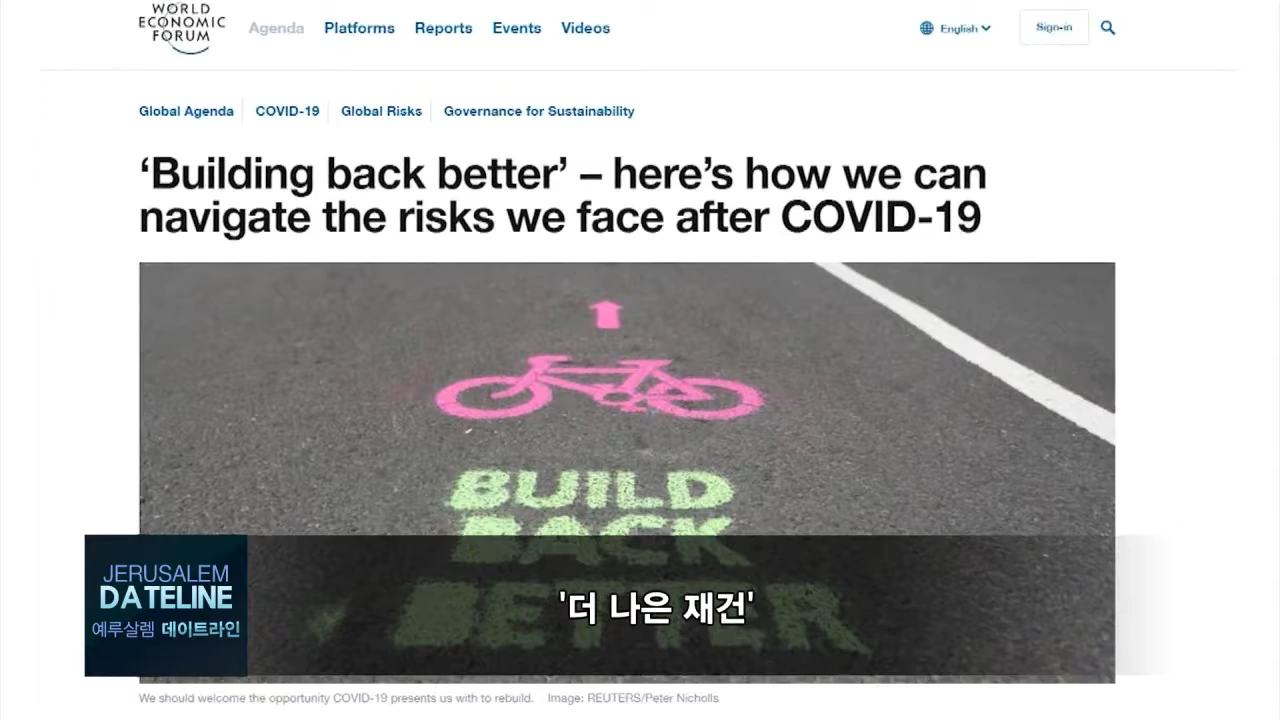 WORLD
ECONOMIC
FORUM
Agenda Platforms Reports Events Videos English Sign-in
Global Agenda COVID-19 Global Risks Governance for Sustainability
‘Building back better’ – here’s how we can
navigate the risks we face after COVID-19
BUILD
BACK
BETTER
JERUSALEM
DATELINE
예루살렘 데이트라인
'더 나은 재건'
We should welcome the opportunity COVID-19 presents us with to rebuild. Image: REUTERS/Peter Nicholls